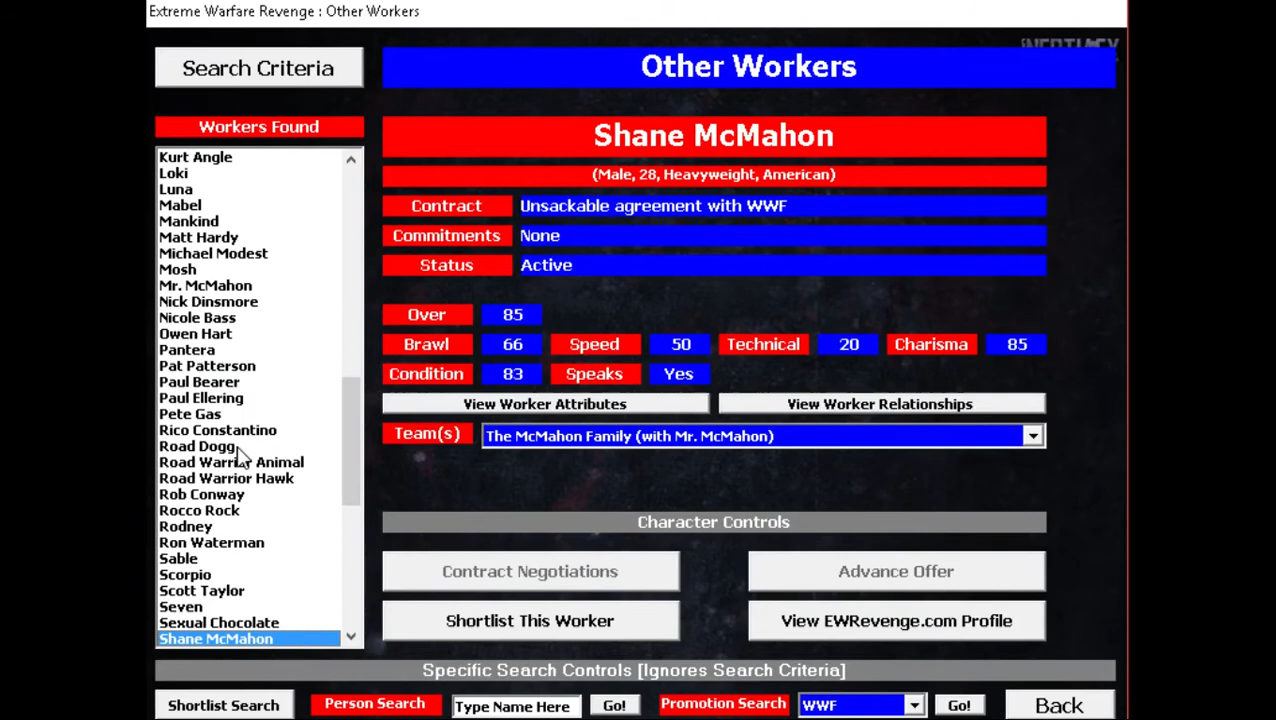 Extreme Warfare Revenge : Other Workers
Search Criteria
Other Workers
Workers Found
Kurt Angle
Loki
Luna
Mabel
Mankind
Matt Hardy
Michael Modest
Mosh
Mr. McMahon
Nick Dinsmore
Nicole Bass
Owen Hart
Pantera
Pat Patterson
Paul Bearer
Paul Ellering
Pete Gas
Rico Constantino
Road Dogg
Road Warrior Animal
Road Warrior Hawk
Rob Conway
Rocco Rock
Rodney
Ron Waterman
Sable
Scorpio
Scott Taylor
Seven
Sexual Chocolate
Shane McMahon
Shane McMahon
(Male, 28, Heavyweight, American)
Contract Unsackable agreement with WWF
Commitments None
Status Active
Over 85
Brawl 66 Speed 50 Technical 20 Charisma 85
Condition 83 Speaks Yes
View Worker Attributes View Worker Relationships
Team(s) The McMahon Family (with Mr. McMahon)
Character Controls
Contract Negotiations Advance Offer
Shortlist This Worker View EWRevenge.com Profile
Specific Search Controls [Ignores Search Criteria]
Shortlist Search Person Search Type Name Here Go! Promotion Search WWF Go! Back